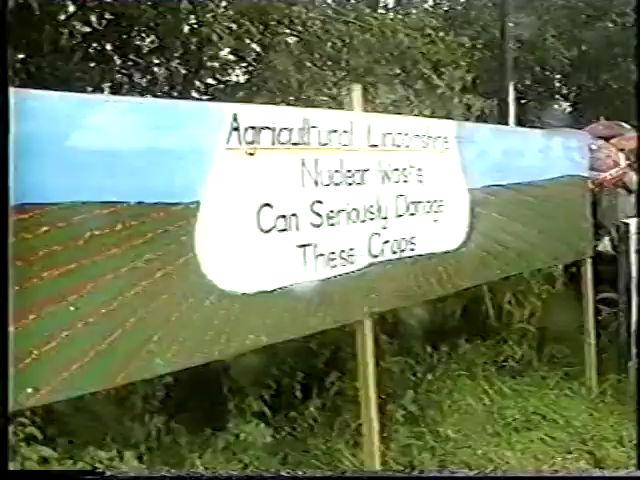 Agricultural Lincolnshire
Nuclear Waste
Can Seriously Damage
These Crops